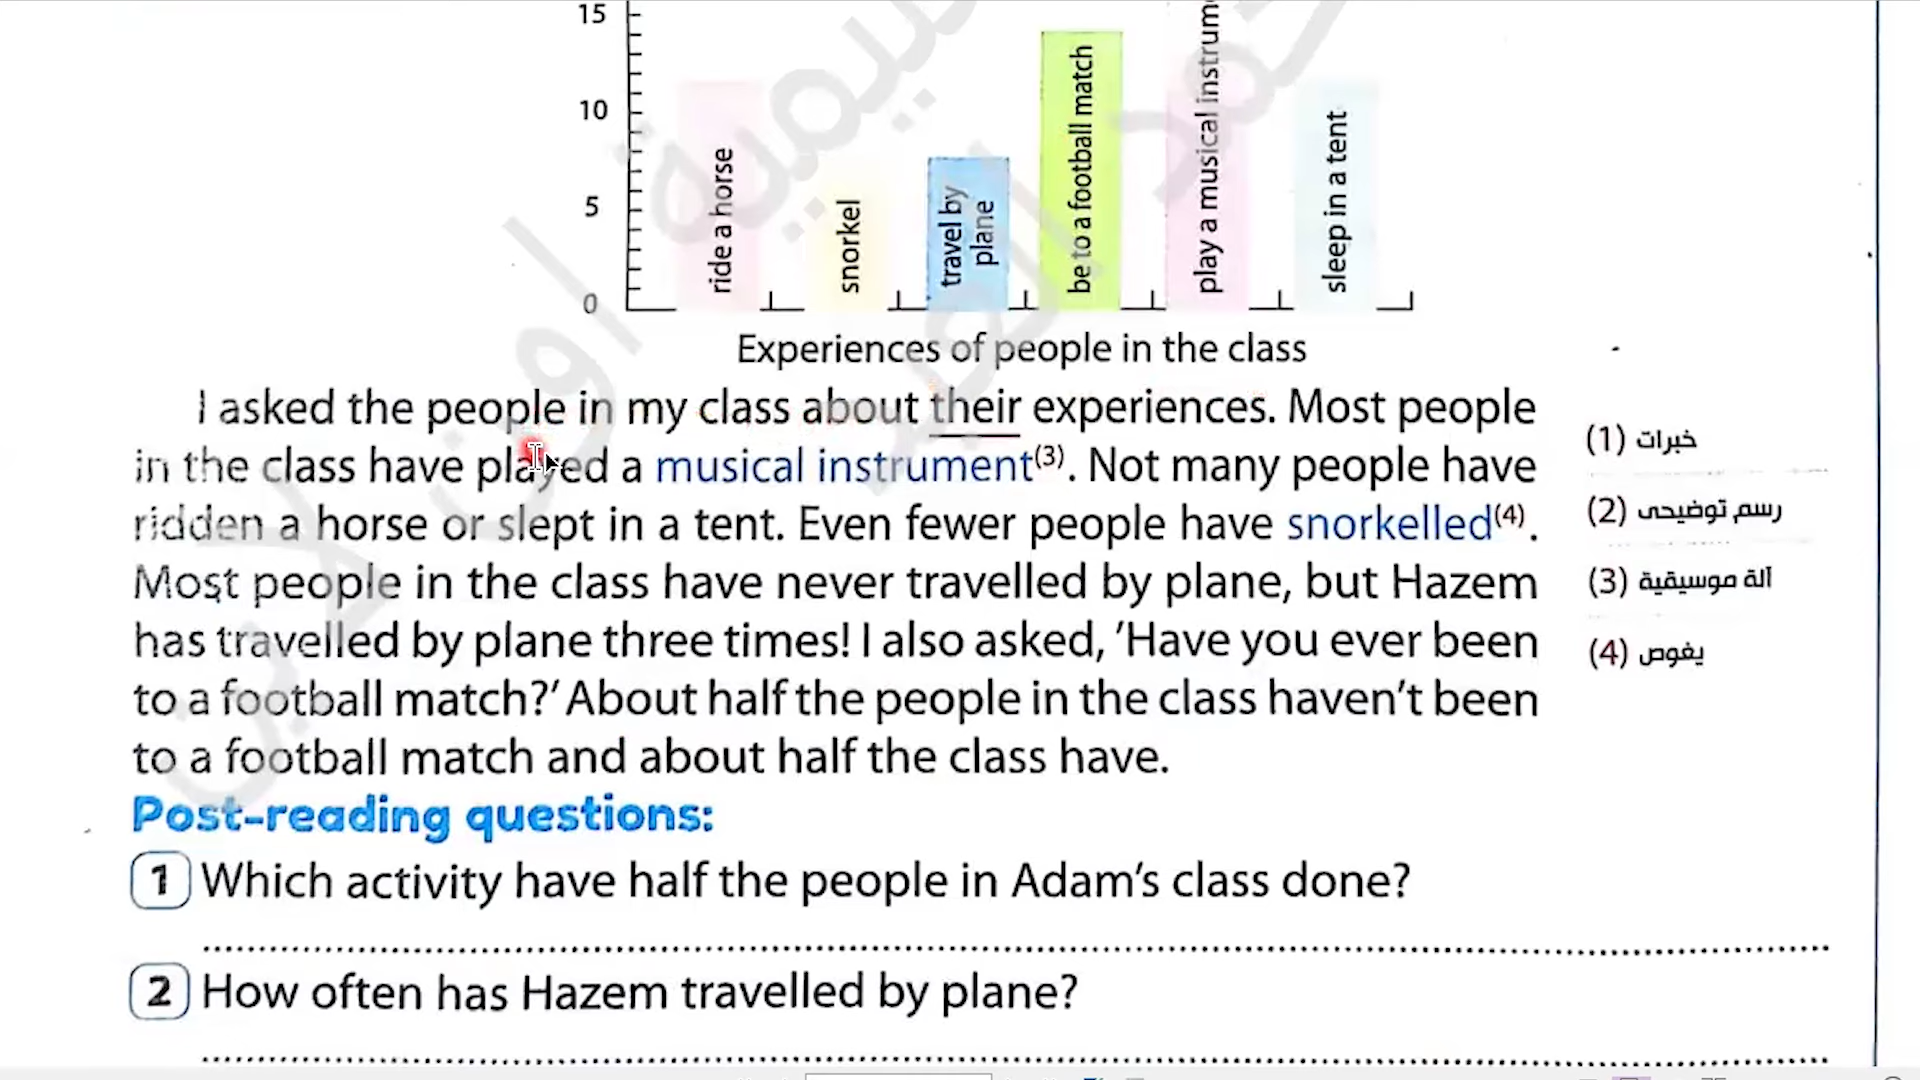 15
10
5
0
ride a horse
snorkel
travel by
plane
be to a football match
play a musical
sleep in a tent
Experiences of people in the class
I asked the people in my class about their experiences. Most people
in the class have played a musical instrument(3). Not many people have
ridden a horse or slept in a tent. Even fewer people have snorkelled(4).
Most people in the class have never travelled by plane, but Hazem
has travelled by plane three times! I also asked, 'Have you ever been
to a football match?' About half the people in the class haven't been
to a football match and about half the class have.
(1) خبرات
(2) رسم توضيحى
(3) آلة موسيقية
(4) يغوص
Post-reading questions:
1 Which activity have half the people in Adam's class done?
2 How often has Hazem travelled by plane?